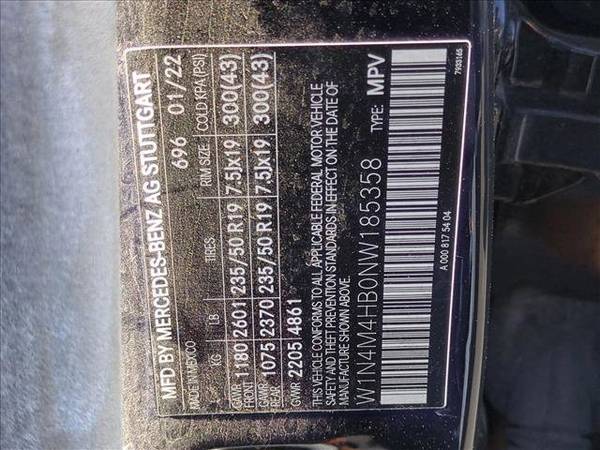 MFD BY MERCEDES-BENZ AG STUTTGART
696 01/22
KG LB TIRES RIM SIZE COLD KPA/(PSI)
GAWR FRONT 1180 2601 235/50 R19 7.5Jx19 300(43)
GAWR REAR 1075 2370 235/50 R19 7.5Jx19 300(43)
GVWR 2205 4861
THIS VEHICLE CONFORMS TO ALL APPLICABLE FEDERAL MOTOR VEHICLE
SAFETY AND THEFT PREVENTION STANDARDS IN EFFECT ON THE DATE OF
MANUFACTURE SHOWN ABOVE
W1N4M4HB0NW185358 TYPE: MPV
A 000 817 54 04 7933165